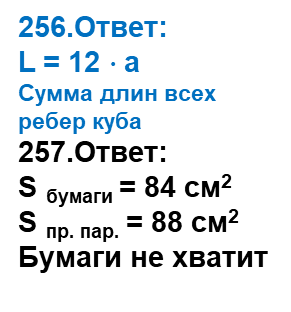 256.Ответ:
L = 12 · a
Сумма длин всех
ребер куба
257.Ответ:
S бумаги = 84 см²
S пр. пар. = 88 см²
Бумаги не хватит